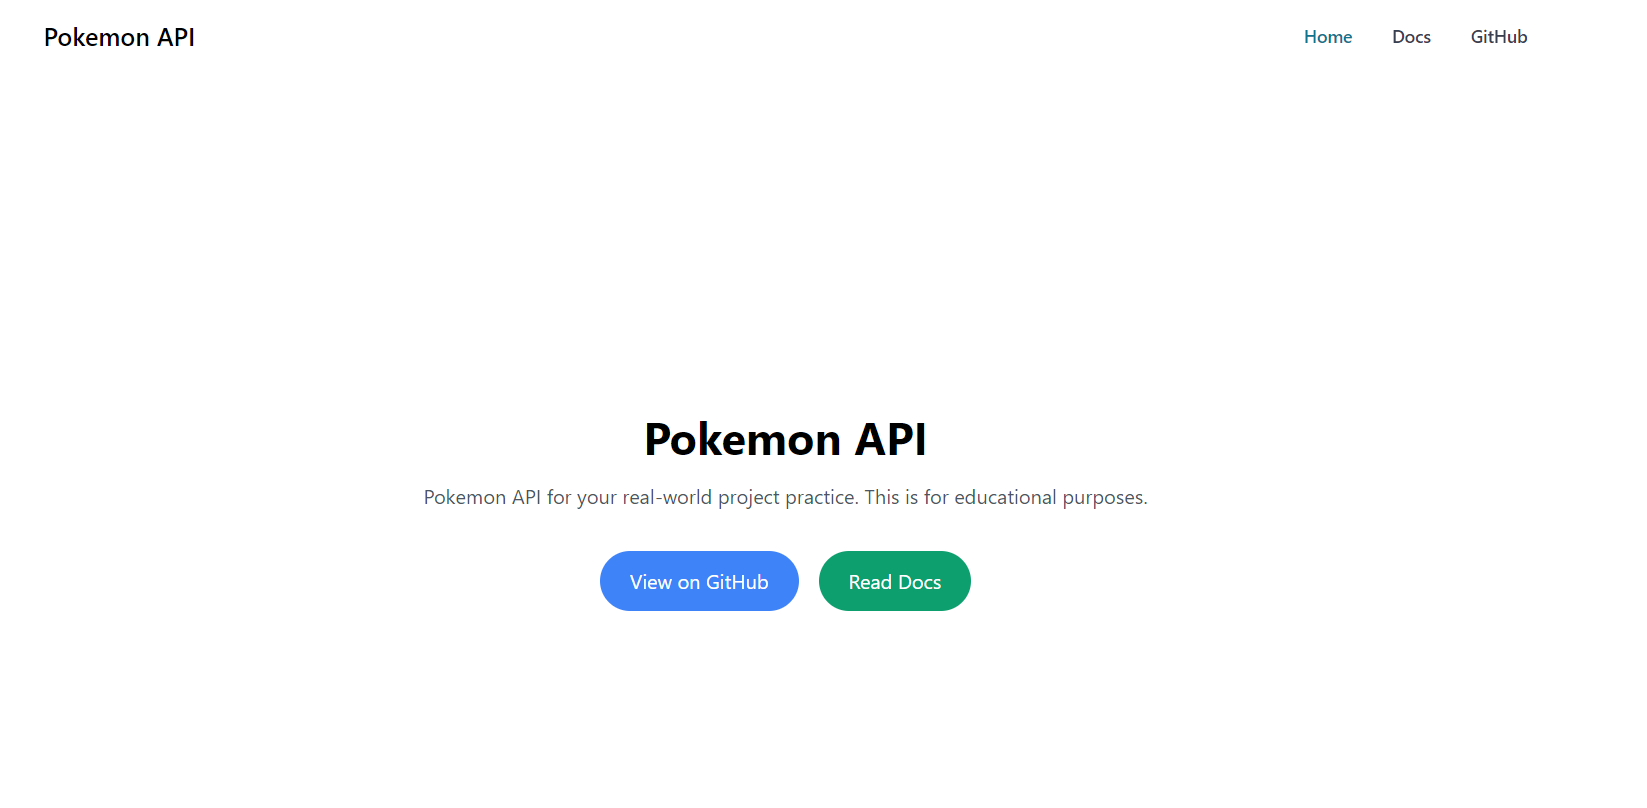 Pokemon API
Home Docs GitHub
Pokemon API
Pokemon API for your real-world project practice. This is for educational purposes.
View on GitHub Read Docs